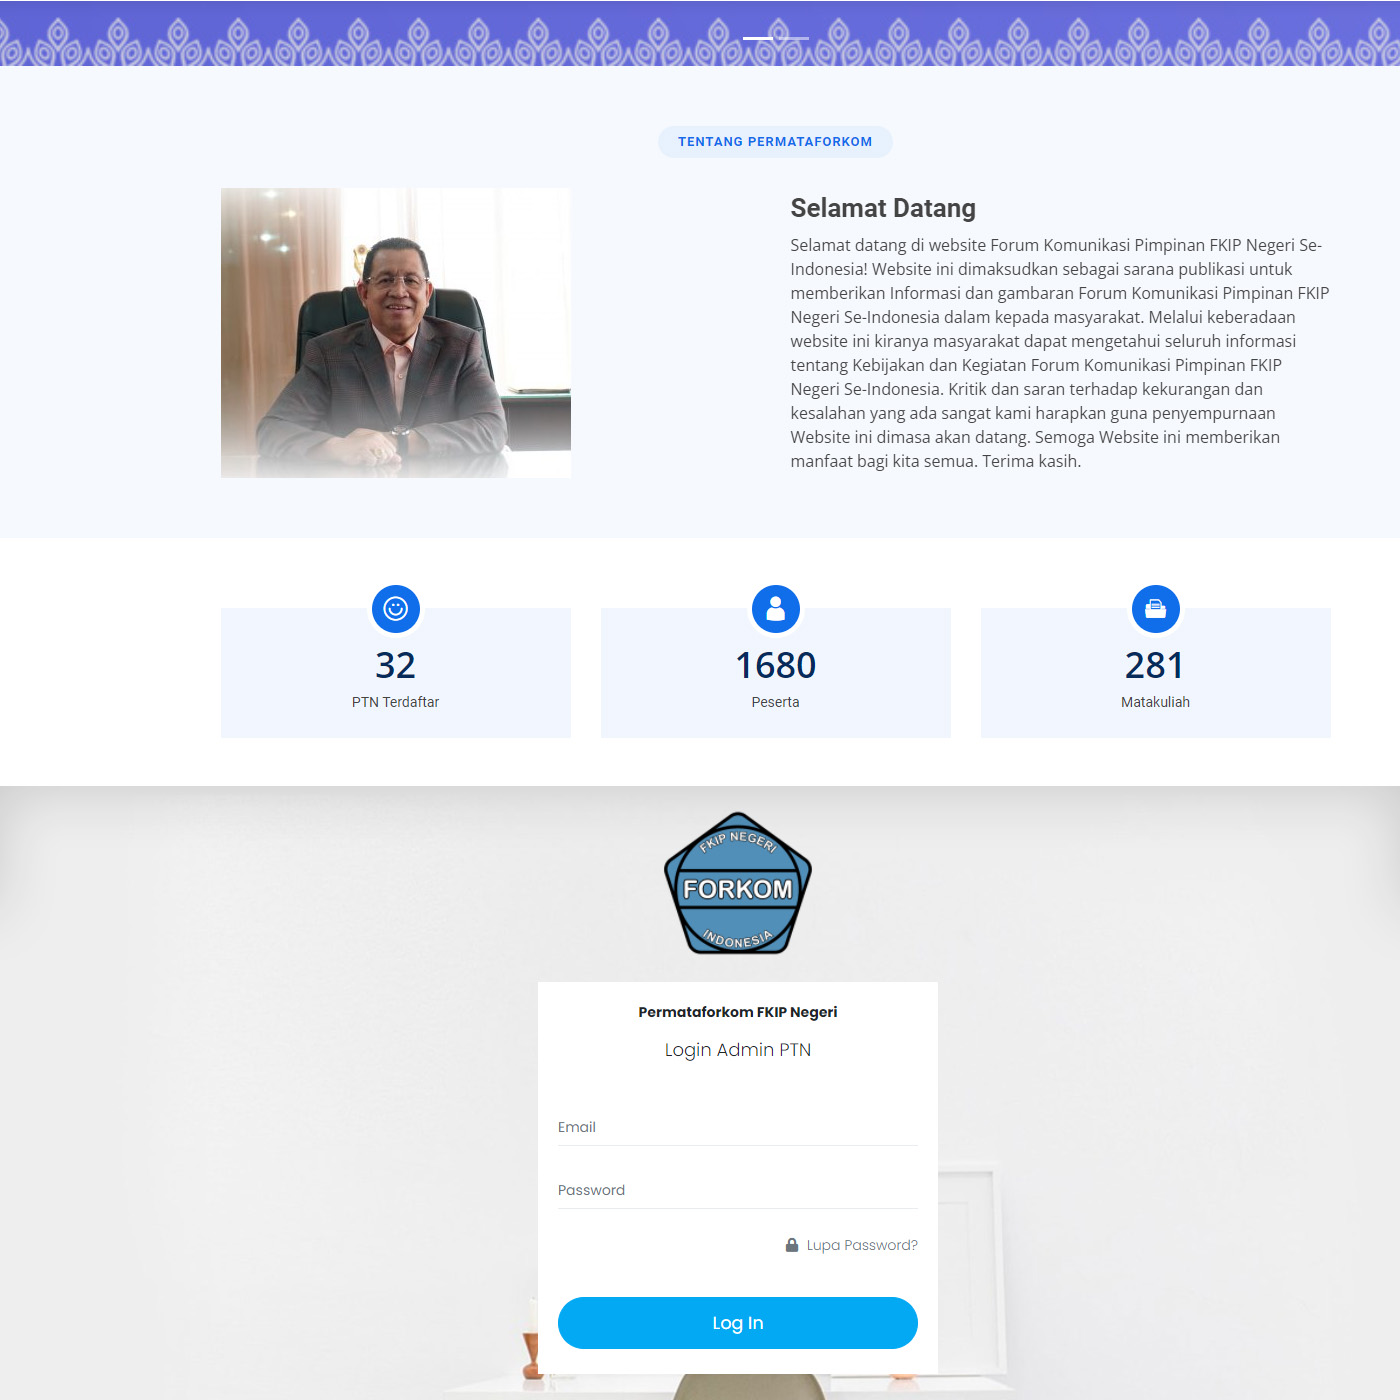 TENTANG PERMATAFORKOM
Selamat Datang
Selamat datang di website Forum Komunikasi Pimpinan FKIP Negeri Se-
Indonesia! Website ini dimaksudkan sebagai sarana publikasi untuk
memberikan Informasi dan gambaran Forum Komunikasi Pimpinan FKIP
Negeri Se-Indonesia dalam kepada masyarakat. Melalui keberadaan
website ini kiranya masyarakat dapat mengetahui seluruh informasi
tentang Kebijakan dan Kegiatan Forum Komunikasi Pimpinan FKIP
Negeri Se-Indonesia. Kritik dan saran terhadap kekurangan dan
kesalahan yang ada sangat kami harapkan guna penyempurnaan
Website ini dimasa akan datang. Semoga Website ini memberikan
manfaat bagi kita semua. Terima kasih.
32
PTN Terdaftar
1680
Peserta
281
Matakuliah
FKIP NEGERI
FORKOM
INDONESIA
Permataforkom FKIP Negeri
Login Admin PTN
Email
Password
Lupa Password?
Log In